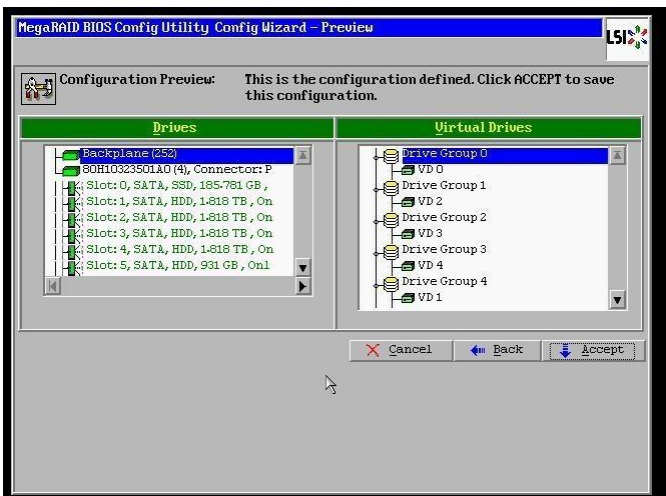 MegaRAID BIOS Config Utility Config Wizard - Preview
LSI
Configuration Preview: This is the configuration defined. Click ACCEPT to save
this configuration.
Drives
Backplane (252)
80H10323501A0 (4), Connector: P
Slot: 0, SATA, SSD, 185.781 GB,
Slot: 1, SATA, HDD, 1.818 TB, On
Slot: 2, SATA, HDD, 1.818 TB, On
Slot: 3, SATA, HDD, 1.818 TB, On
Slot: 4, SATA, HDD, 1.818 TB, On
Slot: 5, SATA, HDD, 931 GB, Onl
Virtual Drives
Drive Group 0
VD 0
Drive Group 1
VD 2
Drive Group 2
VD 3
Drive Group 3
VD 4
Drive Group 4
VD 1
Cancel
Back
Accept